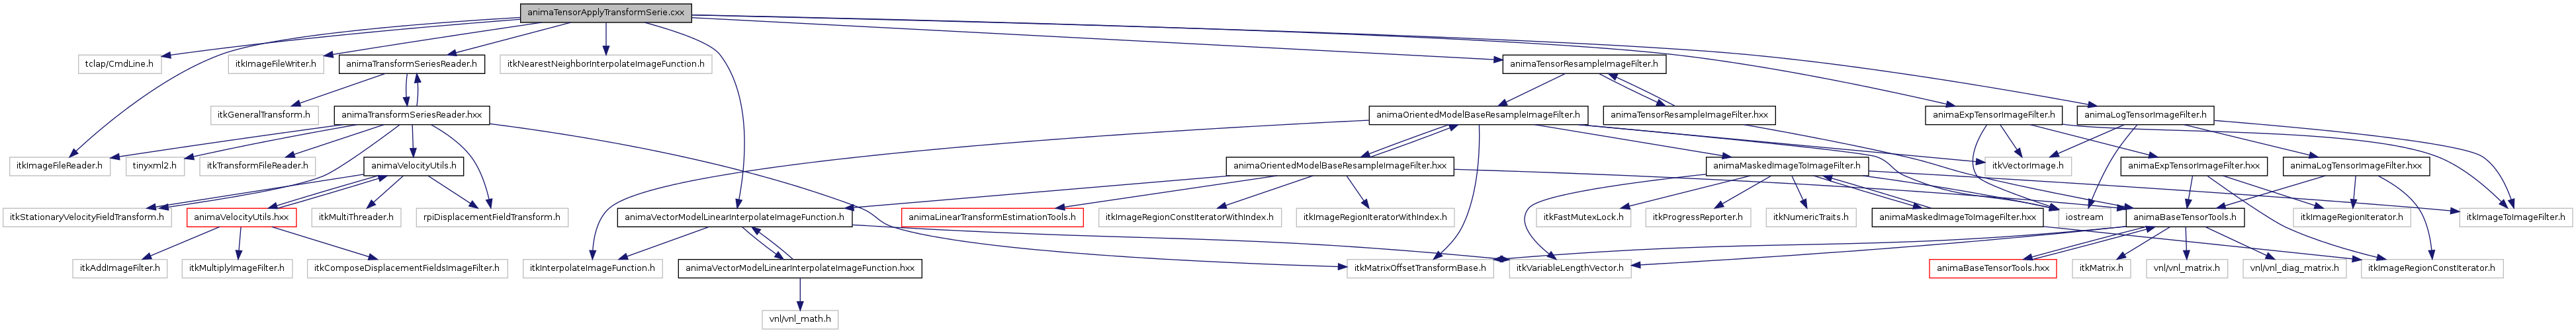 animaTensorApplyTransformSerie.cxx
tclap/CmdLine.h
itkImageFileWriter.h
animaTransformSeriesReader.h
itkNearestNeighborInterpolateImageFunction.h
animaTensorResampleImageFilter.h
itkGeneralTransform.h
animaTransformSeriesReader.hxx
animaOrientedModelBaseResampleImageFilter.h
animaTensorResampleImageFilter.hxx
animaExpTensorImageFilter.h
animaLogTensorImageFilter.h
itkImageFileReader.h
tinyxml2.h
itkTransformFileReader.h
animaVelocityUtils.h
animaOrientedModelBaseResampleImageFilter.hxx
animaMaskedImageToImageFilter.h
itkVectorImage.h
animaExpTensorImageFilter.hxx
animaLogTensorImageFilter.hxx
itkStationaryVelocityFieldTransform.h
animaVelocityUtils.hxx
itkMultiThreader.h
rpiDisplacementFieldTransform.h
animaVectorModelLinearInterpolateImageFunction.h
animaLinearTransformEstimationTools.h
itkImageRegionConstIteratorWithIndex.h
itkImageRegionIteratorWithIndex.h
itkFastMutexLock.h
itkProgressReporter.h
itkNumericTraits.h
animaMaskedImageToImageFilter.hxx
iostream
animaBaseTensorTools.h
itkImageRegionIterator.h
itkImageToImageFilter.h
itkAddImageFilter.h
itkMultiplyImageFilter.h
itkComposeDisplacementFieldsImageFilter.h
itkInterpolateImageFunction.h
animaVectorModelLinearInterpolateImageFunction.hxx
itkMatrixOffsetTransformBase.h
itkVariableLengthVector.h
animaBaseTensorTools.hxx
itkMatrix.h
vnl/vnl_matrix.h
vnl/vnl_diag_matrix.h
itkImageRegionConstIterator.h
vnl/vnl_math.h